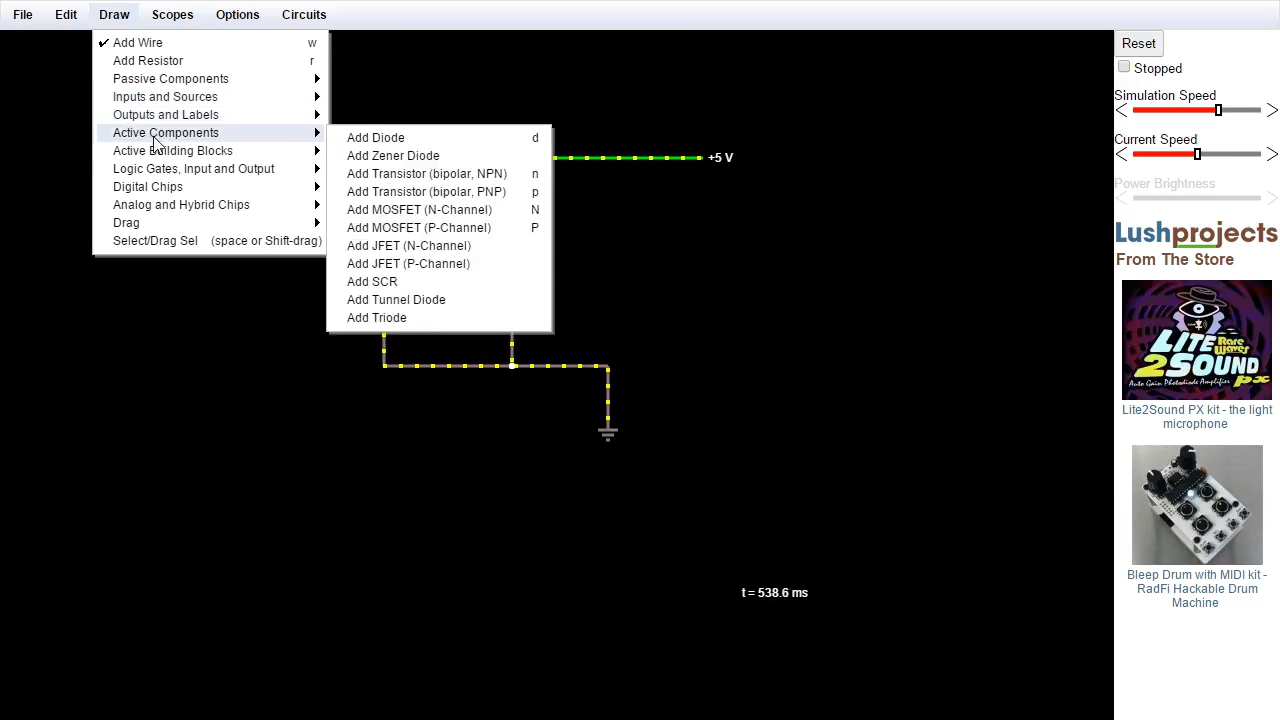 File Edit Draw Scopes Options Circuits
Add Wire w
Add Resistor r
Passive Components
Inputs and Sources
Outputs and Labels
Active Components
Active Building Blocks
Logic Gates, Input and Output
Digital Chips
Analog and Hybrid Chips
Drag
Select/Drag Sel (space or Shift-drag)
Add Diode d
Add Zener Diode
Add Transistor (bipolar, NPN) n
Add Transistor (bipolar, PNP) p
Add MOSFET (N-Channel) N
Add MOSFET (P-Channel) P
Add JFET (N-Channel)
Add JFET (P-Channel)
Add SCR
Add Tunnel Diode
Add Triode
+5 V
t = 538.6 ms
Reset
Stopped
Simulation Speed
Current Speed
Power Brightness
Lushprojects
From The Store
LITE Rare Waves
2SOUND
px
Auto Gain Photodiode Amplifier
Lite2Sound PX kit - the light
microphone
Bleep Drum with MIDI kit -
RadFi Hackable Drum
Machine